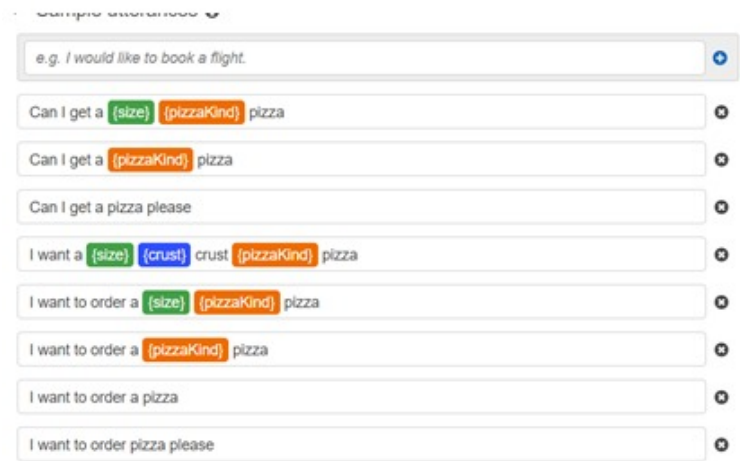 Sample utterances
e.g. I would like to book a flight.
Can I get a {size} {pizzaKind} pizza
Can I get a {pizzaKind} pizza
Can I get a pizza please
I want a {size} {crust} crust {pizzaKind} pizza
I want to order a {size} {pizzaKind} pizza
I want to order a {pizzaKind} pizza
I want to order a pizza
I want to order pizza please